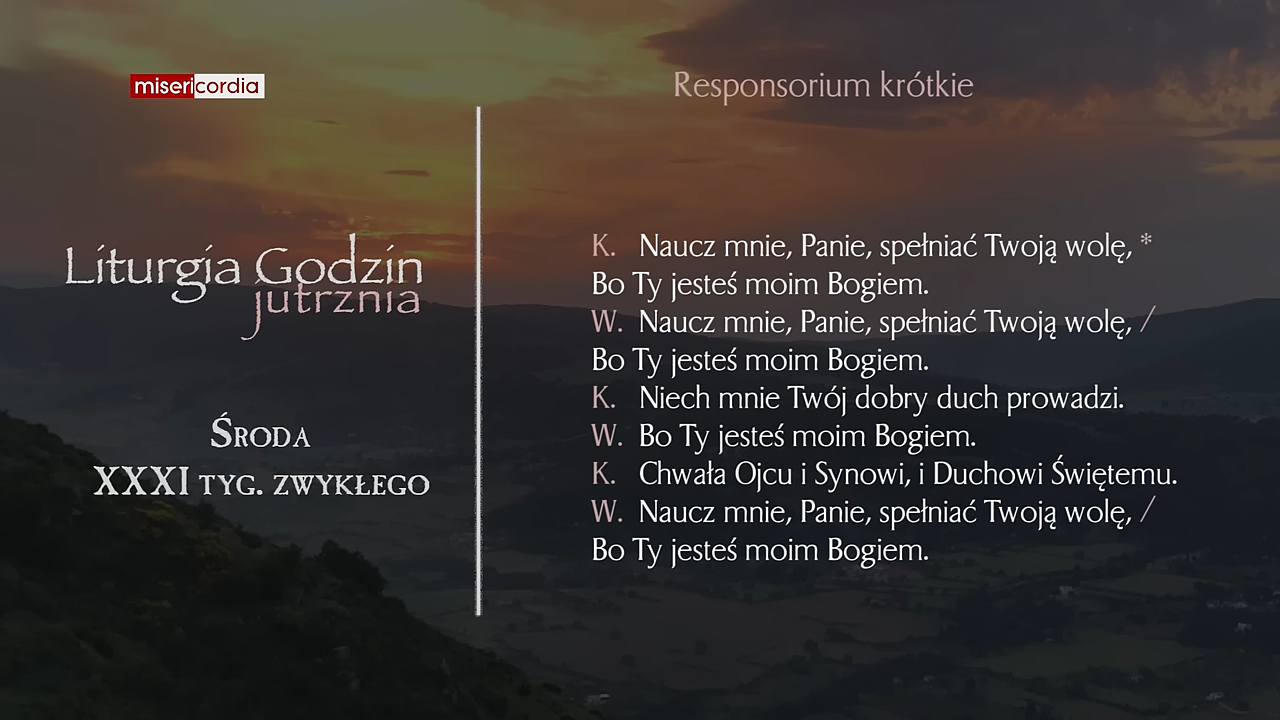 misericordia
Responsorium krótkie
Liturgia Godzin
jutrznia
Środa
XXXI tyg. zwykłego
K. Naucz mnie, Panie, spełniać Twoją wolę, *
Bo Ty jesteś moim Bogiem.
W. Naucz mnie, Panie, spełniać Twoją wolę, /
Bo Ty jesteś moim Bogiem.
K. Niech mnie Twój dobry duch prowadzi.
W. Bo Ty jesteś moim Bogiem.
K. Chwała Ojcu i Synowi, i Duchowi Świętemu.
W. Naucz mnie, Panie, spełniać Twoją wolę, /
Bo Ty jesteś moim Bogiem.